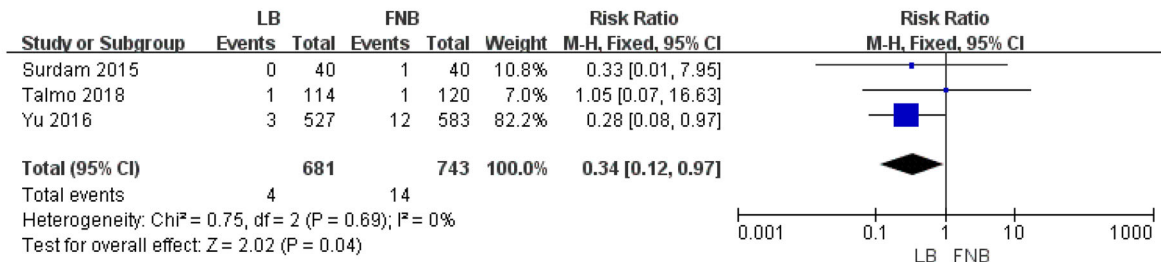 LB FNB Risk Ratio Risk Ratio
Study or Subgroup Events Total Events Total Weight M-H, Fixed, 95% CI M-H, Fixed, 95% CI
Surdam 2015 0 40 1 40 10.8% 0.33 [0.01, 7.95]
Talmo 2018 1 114 1 120 7.0% 1.05 [0.07, 16.63]
Yu 2016 3 527 12 583 82.2% 0.28 [0.08, 0.97]
Total (95% CI) 681 743 100.0% 0.34 [0.12, 0.97]
Total events 4 14
Heterogeneity: Chi² = 0.75, df = 2 (P = 0.69); I² = 0%
Test for overall effect: Z = 2.02 (P = 0.04)
0.001 0.1 1 10 1000
LB FNB